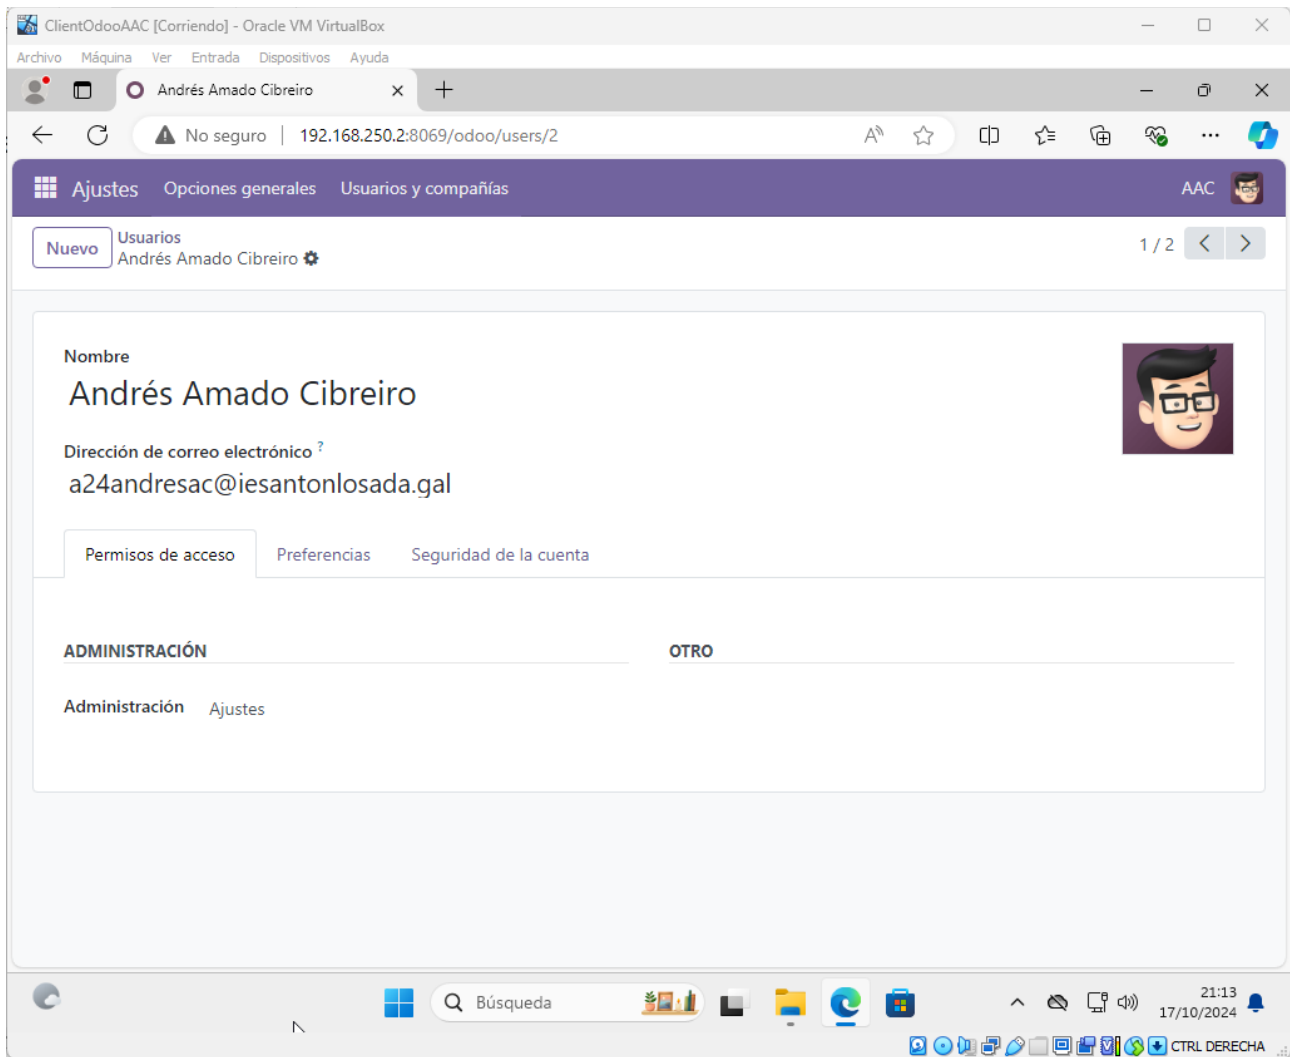 ClientOdooAAC [Corriendo] - Oracle VM VirtualBox
Archivo Máquina Ver Entrada Dispositivos Ayuda
Andrés Amado Cibreiro
No seguro | 192.168.250.2:8069/odoo/users/2
Ajustes Opciones generales Usuarios y compañías AAC
Nuevo
Usuarios
Andrés Amado Cibreiro
1 / 2
Nombre
Andrés Amado Cibreiro
Dirección de correo electrónico ?
a24andresac@iesantonlosada.gal
Permisos de acceso Preferencias Seguridad de la cuenta
ADMINISTRACIÓN OTRO
Administración Ajustes
Búsqueda
21:13
17/10/2024
CTRL DERECHA